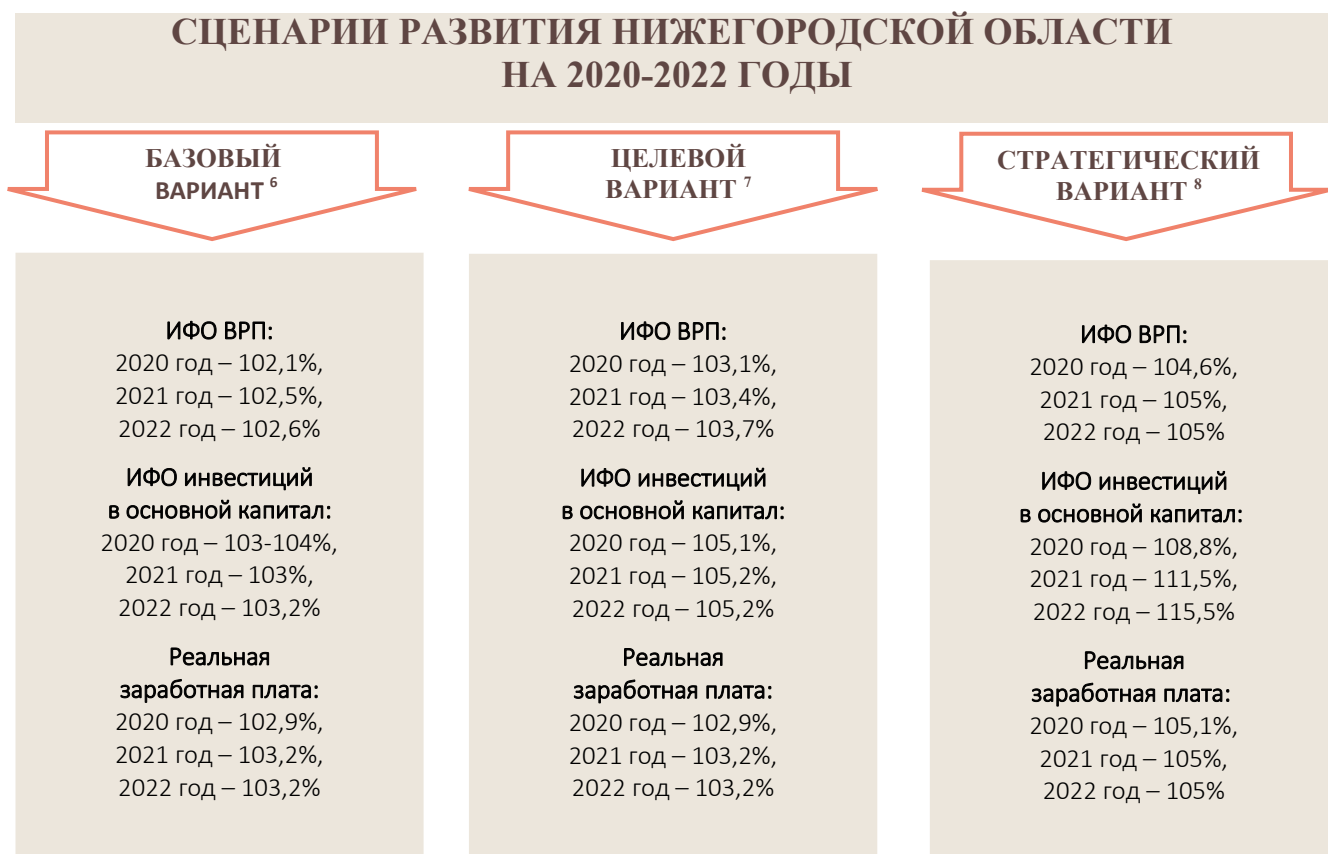 СЦЕНАРИИ РАЗВИТИЯ НИЖЕГОРОДСКОЙ ОБЛАСТИ
НА 2020-2022 ГОДЫ
БАЗОВЫЙ
ВАРИАНТ 6
ИФО ВРП:
2020 год – 102,1%,
2021 год – 102,5%,
2022 год – 102,6%
ИФО инвестиций
в основной капитал:
2020 год – 103-104%,
2021 год – 103%,
2022 год – 103,2%
Реальная
заработная плата:
2020 год – 102,9%,
2021 год – 103,2%,
2022 год – 103,2%
ЦЕЛЕВОЙ
ВАРИАНТ 7
ИФО ВРП:
2020 год – 103,1%,
2021 год – 103,4%,
2022 год – 103,7%
ИФО инвестиций
в основной капитал:
2020 год – 105,1%,
2021 год – 105,2%,
2022 год – 105,2%
Реальная
заработная плата:
2020 год – 102,9%,
2021 год – 103,2%,
2022 год – 103,2%
СТРАТЕГИЧЕСКИЙ
ВАРИАНТ 8
ИФО ВРП:
2020 год – 104,6%,
2021 год – 105%,
2022 год – 105%
ИФО инвестиций
в основной капитал:
2020 год – 108,8%,
2021 год – 111,5%,
2022 год – 115,5%
Реальная
заработная плата:
2020 год – 105,1%,
2021 год – 105%,
2022 год – 105%